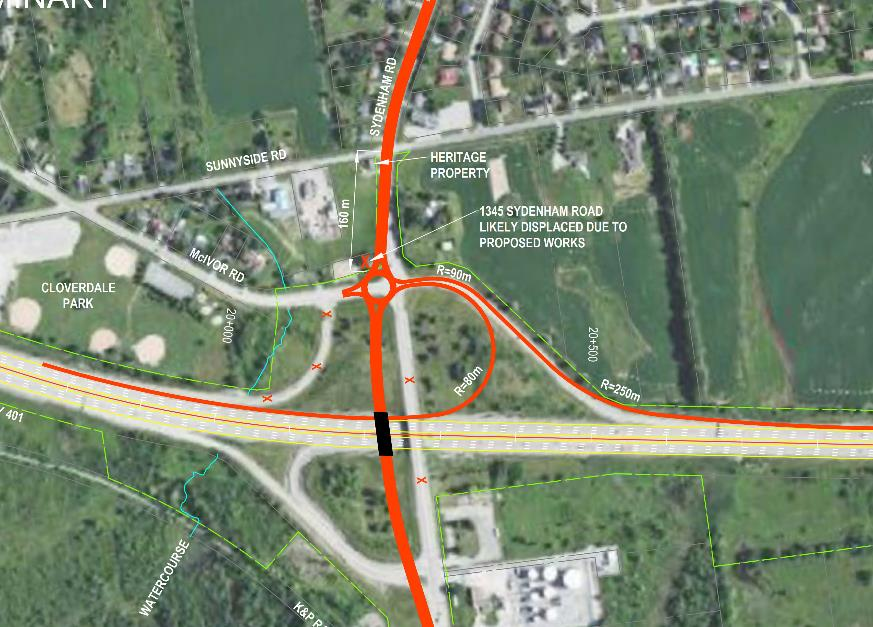 SYDENHAM RD
SUNNYSIDE RD
HERITAGE
PROPERTY
160 m
1345 SYDENHAM ROAD
LIKELY DISPLACED DUE TO
PROPOSED WORKS
McIVOR RD
R=90m
CLOVERDALE
PARK
20+000
20+500
R=80m
R=250m
401
WATERCOURSE
K&P